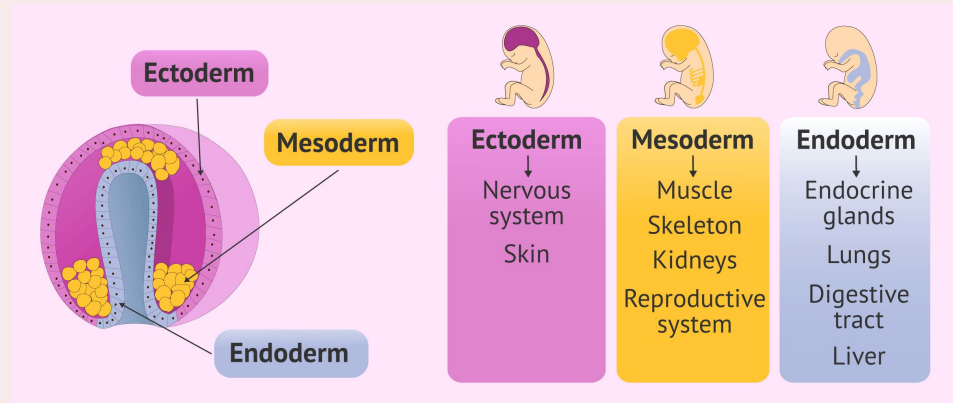 Ectoderm
Mesoderm
Endoderm
Ectoderm
Nervous
system
Skin
Mesoderm
Muscle
Skeleton
Kidneys
Reproductive
system
Endoderm
Endocrine
glands
Lungs
Digestive
tract
Liver